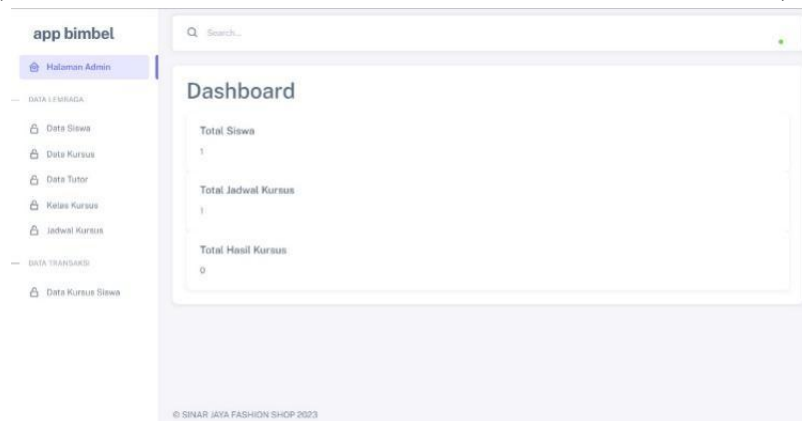 app bimbel
Halaman Admin
DATA LEMBAGA
Data Siswa
Data Kursus
Data Tutor
Kelas Kursus
Jadwal Kursus
DATA TRANSAKSI
Data Kursus Siswa
Search...
Dashboard
Total Siswa
1
Total Jadwal Kursus
1
Total Hasil Kursus
0
© SINAR JAYA FASHION SHOP 2023